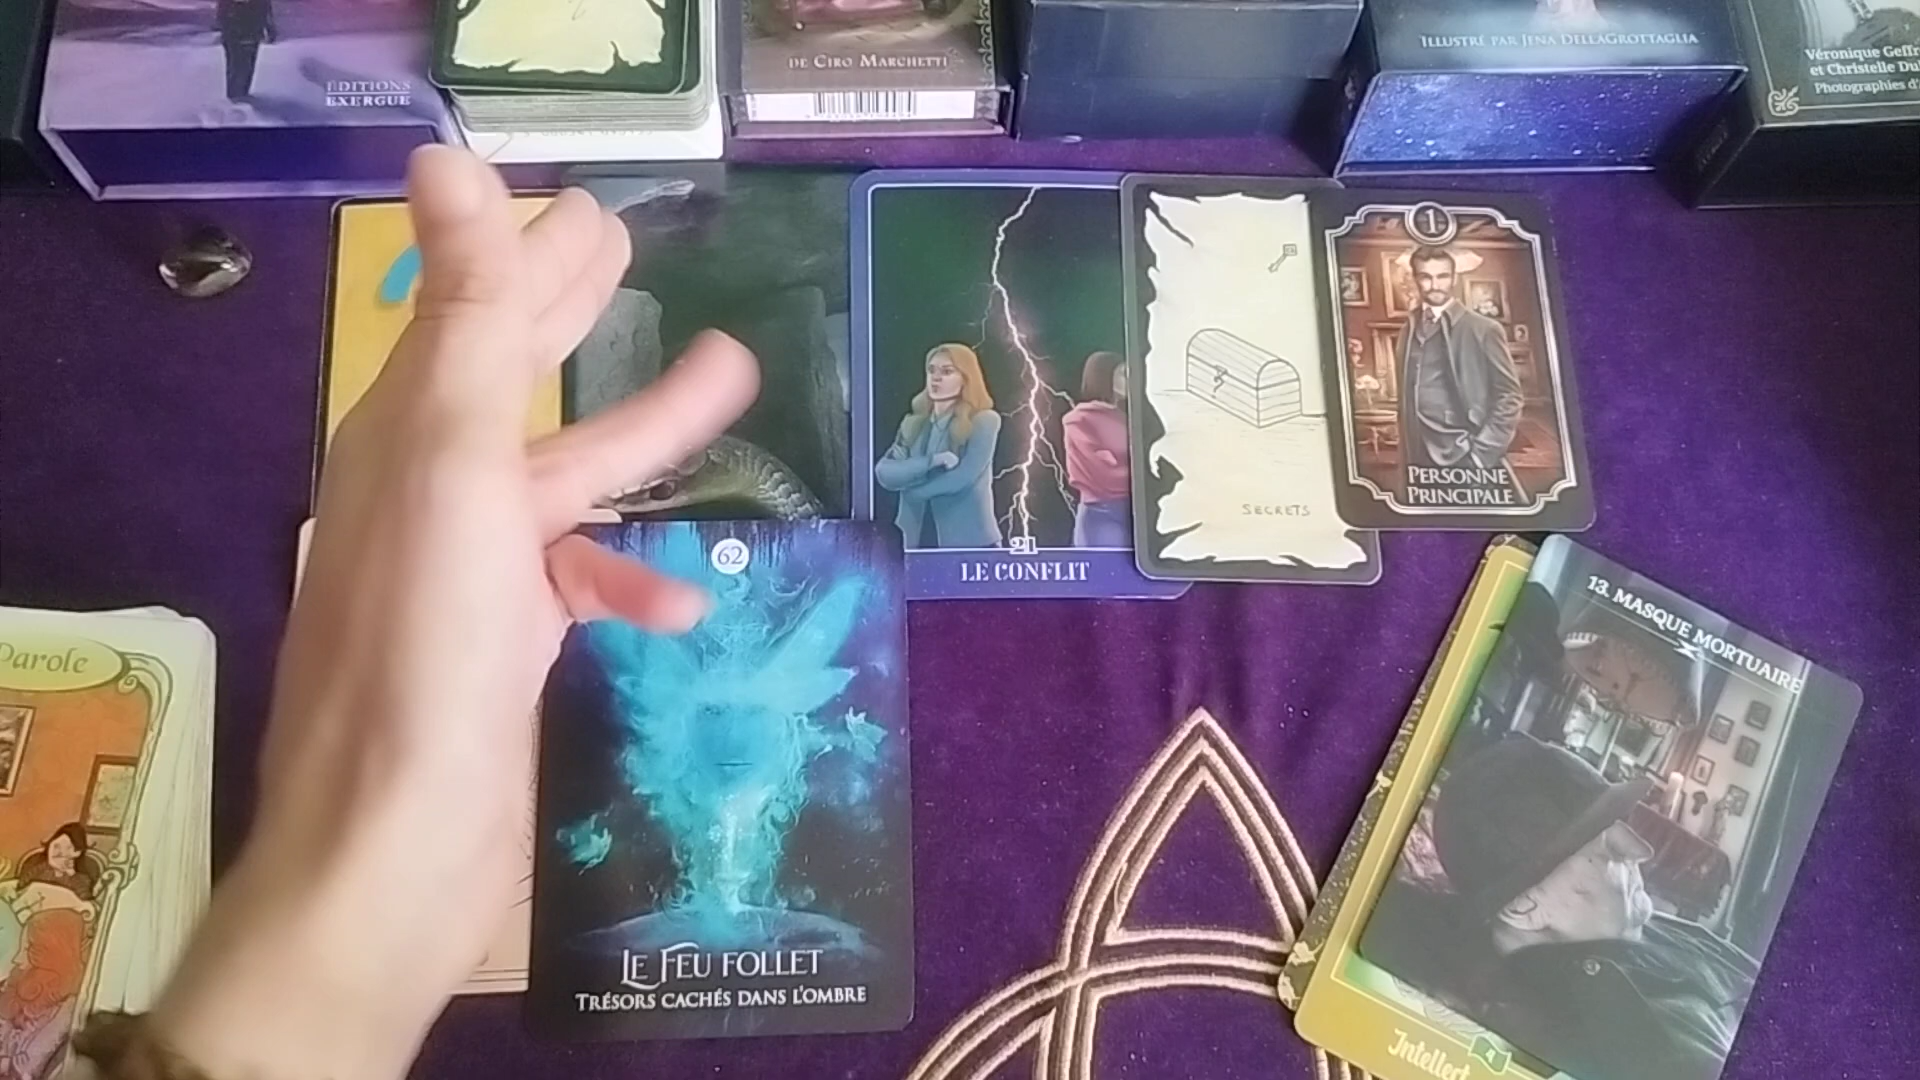 ÉDITIONS
EXERGUE
DE CIRO MARCHETTI
ILLUSTRÉ PAR JENA DELLAGROTTAGLIA
Véronique Geffr
et Christelle Du
Photographies d'
1
PERSONNE
PRINCIPALE
SECRETS
21
LE CONFLIT
62
LE FEU FOLLET
TRÉSORS CACHÉS DANS L'OMBRE
13. MASQUE MORTUAIRE
X
Intellect
4
Parole